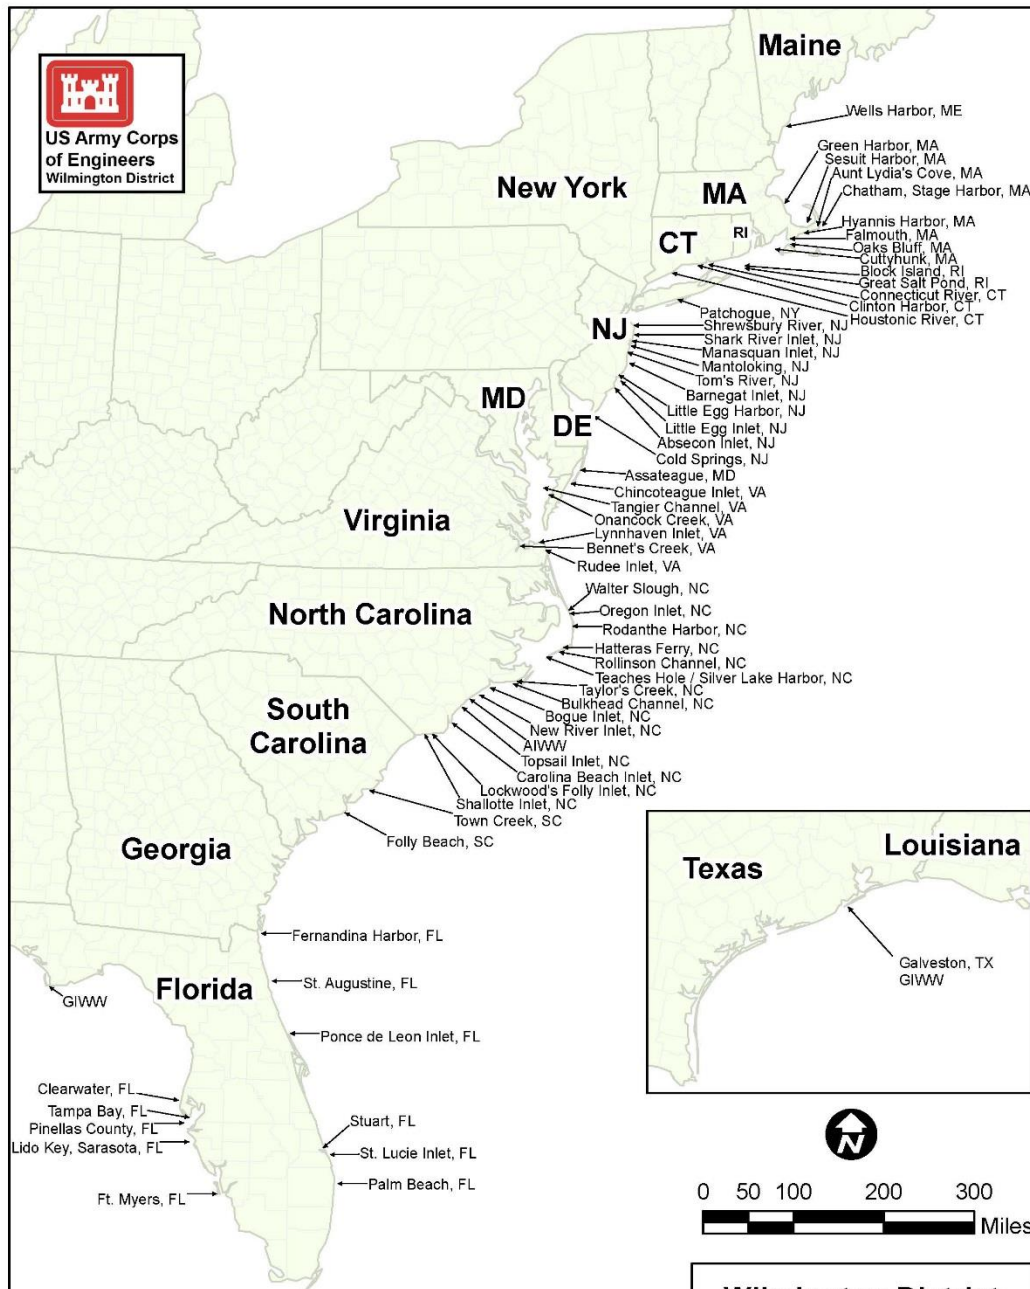 Maine
US Army Corps
of Engineers
Wilmington District
Wells Harbor, ME
Green Harbor, MA
Sesuit Harbor, MA
Aunt Lydia's Cove, MA
Chatham, Stage Harbor, MA
New York
MA
RI
CT
Hyannis Harbor, MA
Falmouth, MA
Oaks Bluff, MA
Cuttyhunk, MA
Block Island, RI
Great Salt Pond, RI
Connecticut River, CT
Clinton Harbor, CT
Houstonic River, CT
Patchogue, NY
NJ
Shrewsbury River, NJ
Shark River Inlet, NJ
Manasquan Inlet, NJ
Mantoloking, NJ
Tom's River, NJ
Barnegat Inlet, NJ
Little Egg Harbor, NJ
Little Egg Inlet, NJ
Absecon Inlet, NJ
Cold Springs, NJ
MD
DE
Assateague, MD
Chincoteague Inlet, VA
Tangier Channel, VA
Onancock Creek, VA
Lynnhaven Inlet, VA
Bennet's Creek, VA
Rudee Inlet, VA
Virginia
Walter Slough, NC
Oregon Inlet, NC
Rodanthe Harbor, NC
North Carolina
Hatteras Ferry, NC
Rollinson Channel, NC
Teaches Hole / Silver Lake Harbor, NC
Taylor's Creek, NC
Bulkhead Channel, NC
Bogue Inlet, NC
New River Inlet, NC
AIWW
Topsail Inlet, NC
Carolina Beach Inlet, NC
Lockwood's Folly Inlet, NC
Shallotte Inlet, NC
Town Creek, SC
Folly Beach, SC
South
Carolina
Georgia
Texas
Louisiana
Galveston, TX
GIWW
Fernandina Harbor, FL
St. Augustine, FL
Florida
GIWW
Ponce de Leon Inlet, FL
Clearwater, FL
Tampa Bay, FL
Pinellas County, FL
Lido Key, Sarasota, FL
Ft. Myers, FL
Stuart, FL
St. Lucie Inlet, FL
Palm Beach, FL
N
0 50 100 200 300
Miles
Wilmington District